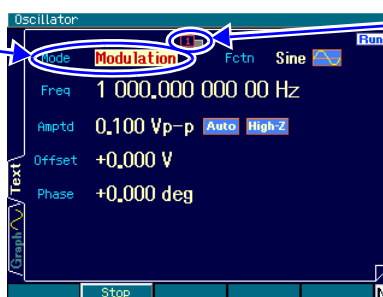 Oscillator
1 Run
Mode Modulation Fctn Sine
Freq 1 000.000 000 00 Hz
Amptd 0.100 Vp-p Auto High-Z
Offset +0.000 V
Phase +0.000 deg
Text
Graph
Stop